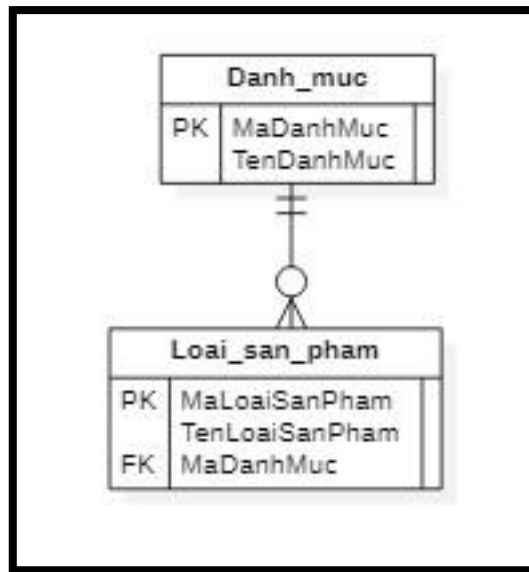 Danh_muc
PK MaDanhMuc
TenDanhMuc
Loai_san_pham
PK MaLoaiSanPham
TenLoaiSanPham
FK MaDanhMuc